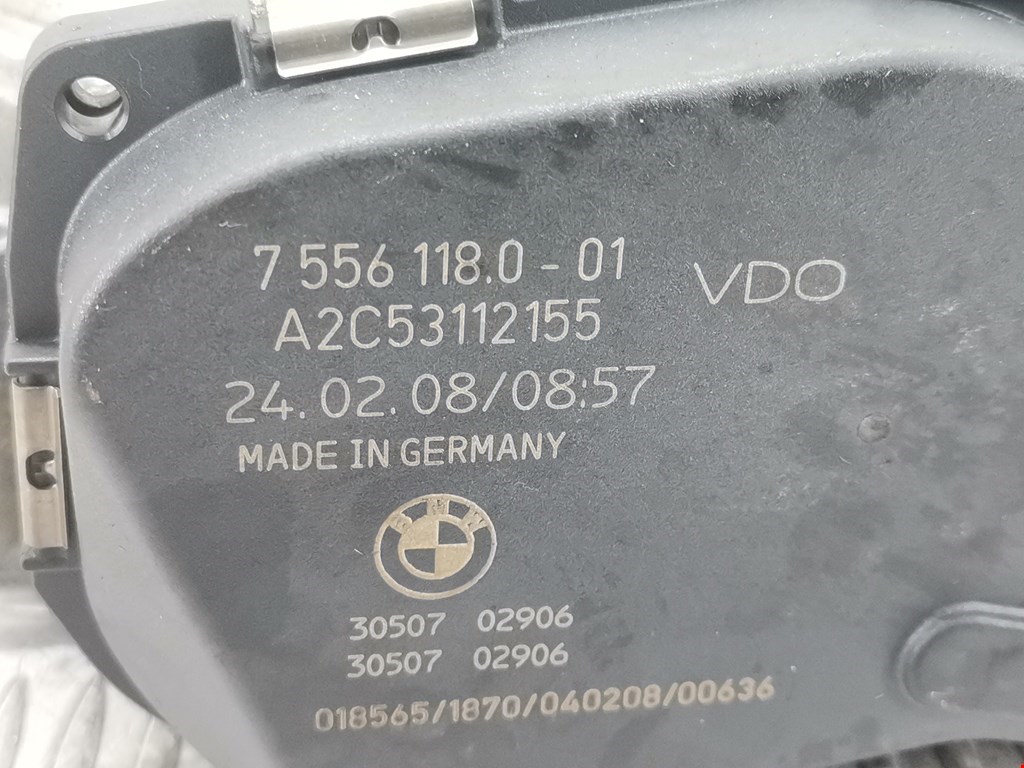 7 556 118.0 - 01
VDO
A2C53112155
24.02.08/08:57
MADE IN GERMANY
BMW
30507 02906
30507 02906
018565/1870/040208/00636